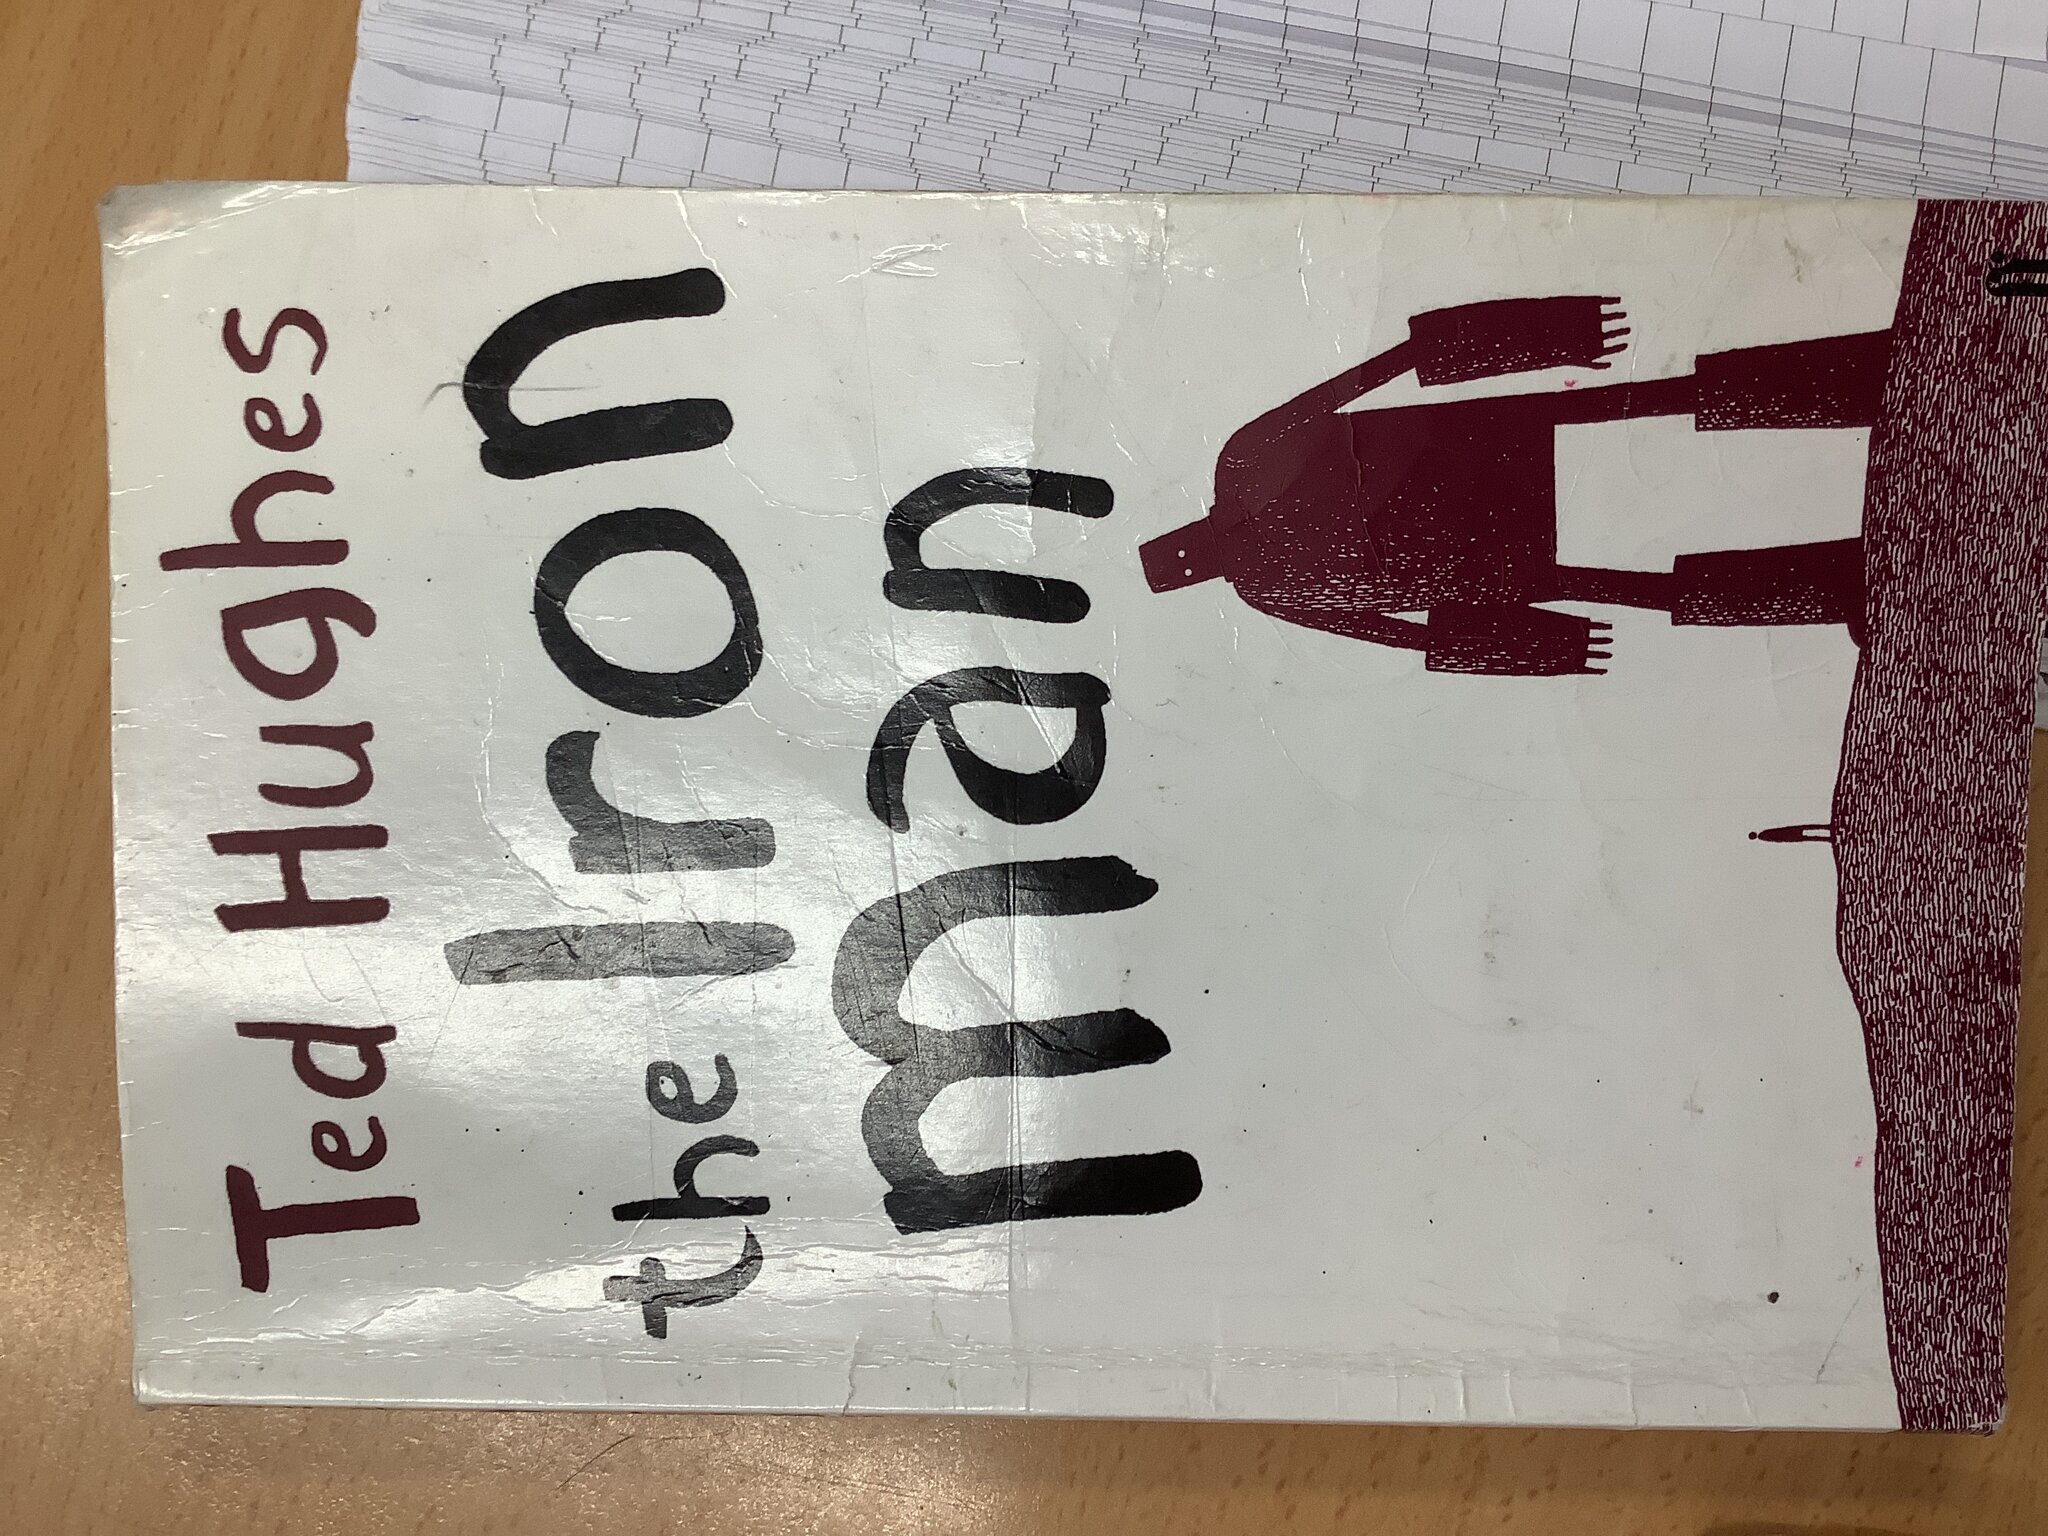 Ted Hughes
the Iron
Man